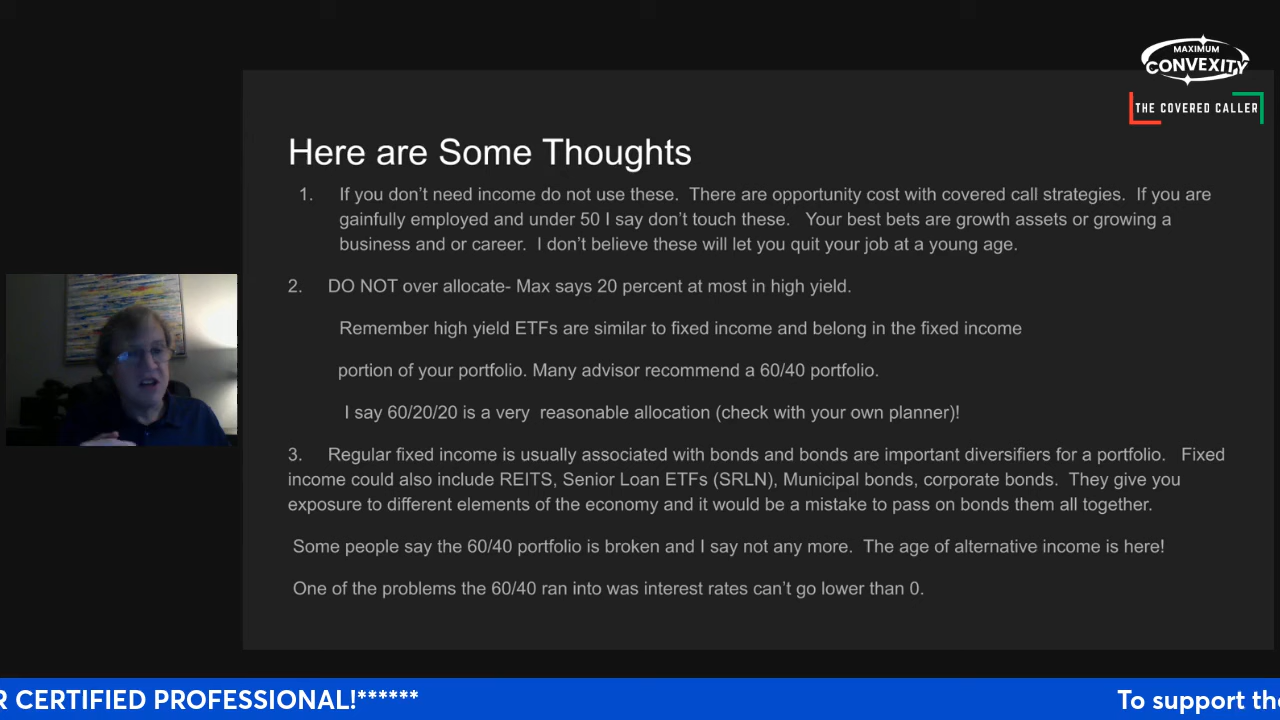 MAXIMUM
CONVEXITY
THE COVERED CALLER
Here are Some Thoughts
1. If you don't need income do not use these. There are opportunity cost with covered call strategies. If you are
gainfully employed and under 50 I say don't touch these. Your best bets are growth assets or growing a
business and or career. I don't believe these will let you quit your job at a young age.
2. DO NOT over allocate- Max says 20 percent at most in high yield.
Remember high yield ETFs are similar to fixed income and belong in the fixed income
portion of your portfolio. Many advisor recommend a 60/40 portfolio.
I say 60/20/20 is a very reasonable allocation (check with your own planner)!
3. Regular fixed income is usually associated with bonds and bonds are important diversifiers for a portfolio. Fixed
income could also include REITS, Senior Loan ETFs (SRLN), Municipal bonds, corporate bonds. They give you
exposure to different elements of the economy and it would be a mistake to pass on bonds them all together.
Some people say the 60/40 portfolio is broken and I say not any more. The age of alternative income is here!
One of the problems the 60/40 ran into was interest rates can't go lower than 0.
R CERTIFIED PROFESSIONAL!****** To support the